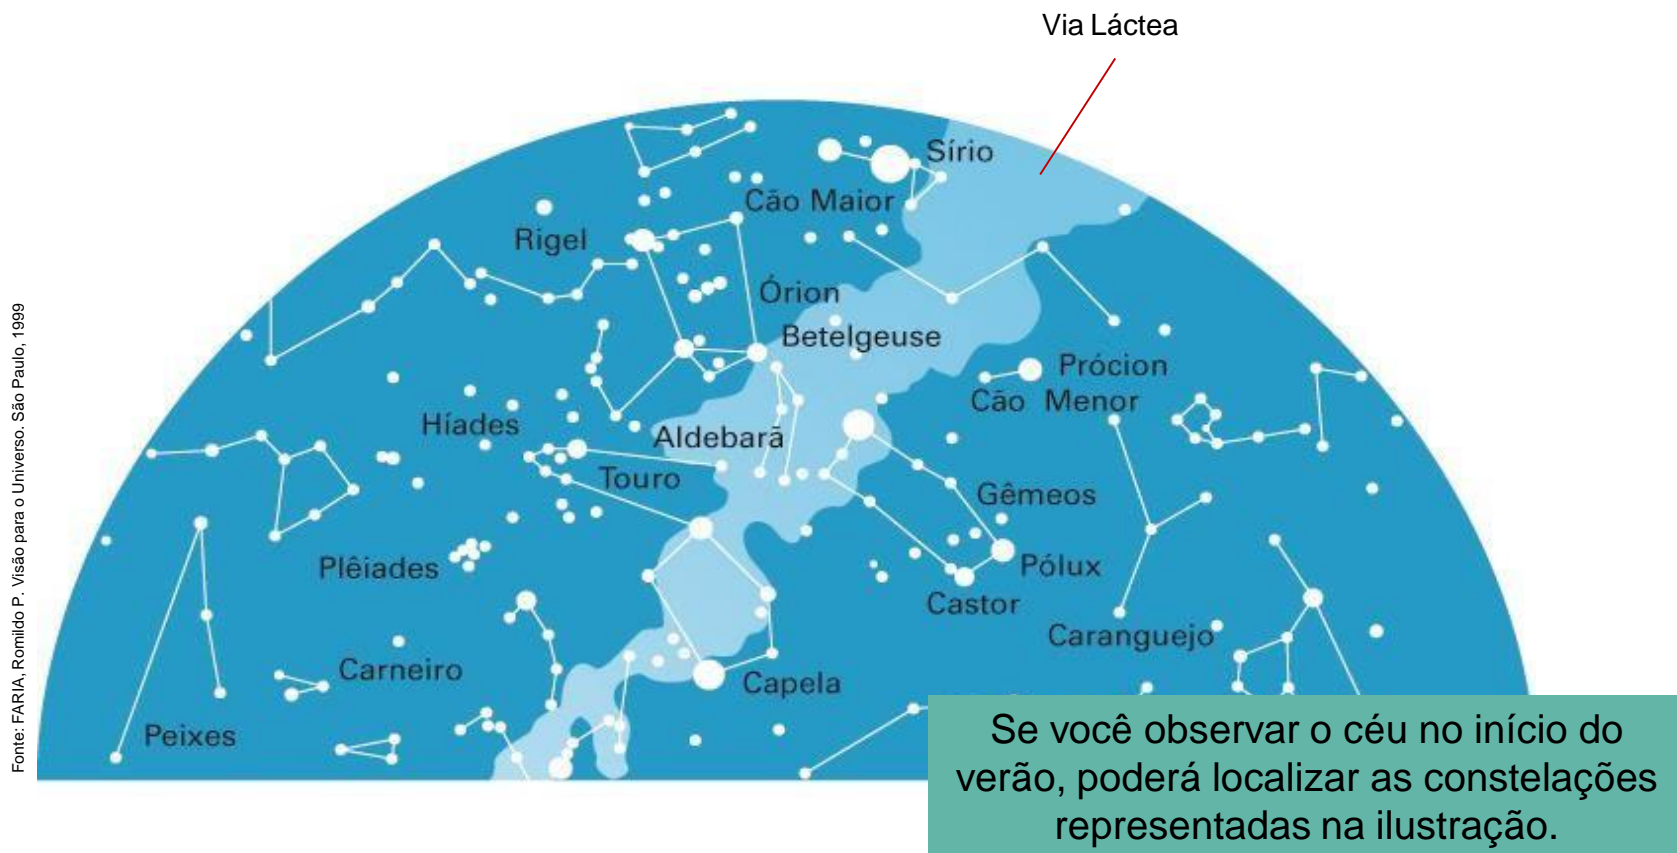 Via Láctea
Sírio
Cão Maior
Rigel
Órion
Betelgeuse
Prócion
Cão Menor
Híades
Aldebarã
Touro
Gêmeos
Plêiades
Pólux
Castor
Caranguejo
Carneiro
Capela
Peixes
Fonte: FARIA, Romildo P. Visão para o Universo. São Paulo, 1999
Se você observar o céu no início do
verão, poderá localizar as constelações
representadas na ilustração.